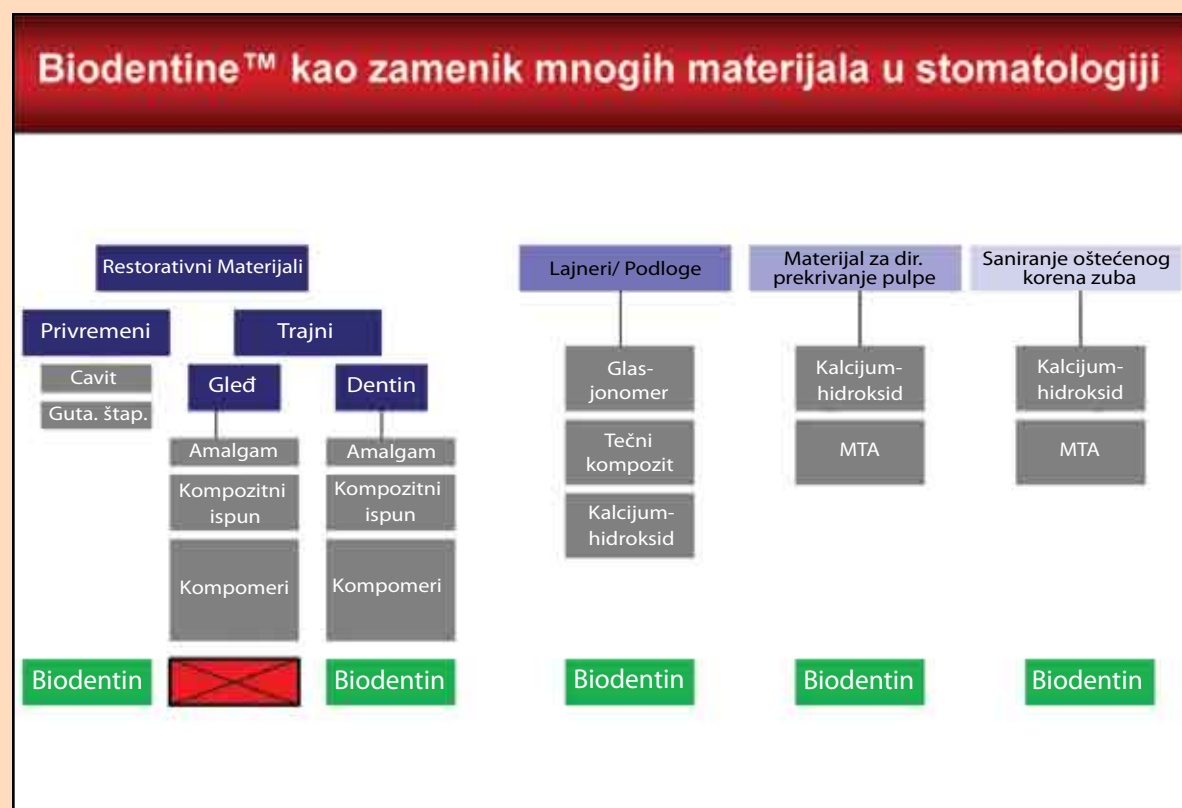 Biodentine™ kao zamenik mnogih materijala u stomatologiji
Restorativni Materijali
Privremeni
Trajni
Cavit
Guta. štap.
Gleđ
Dentin
Amalgam
Kompozitni
ispun
Kompomeri
Amalgam
Kompozitni
ispun
Kompomeri
Lajneri/ Podloge
Glas-
jonomer
Tečni
kompozit
Kalcijum-
hidroksid
Materijal za dir.
prekrivanje pulpe
Kalcijum-
hidroksid
MTA
Saniranje oštećenog
korena zuba
Kalcijum-
hidroksid
MTA
Biodentin
Biodentin
Biodentin
Biodentin
Biodentin